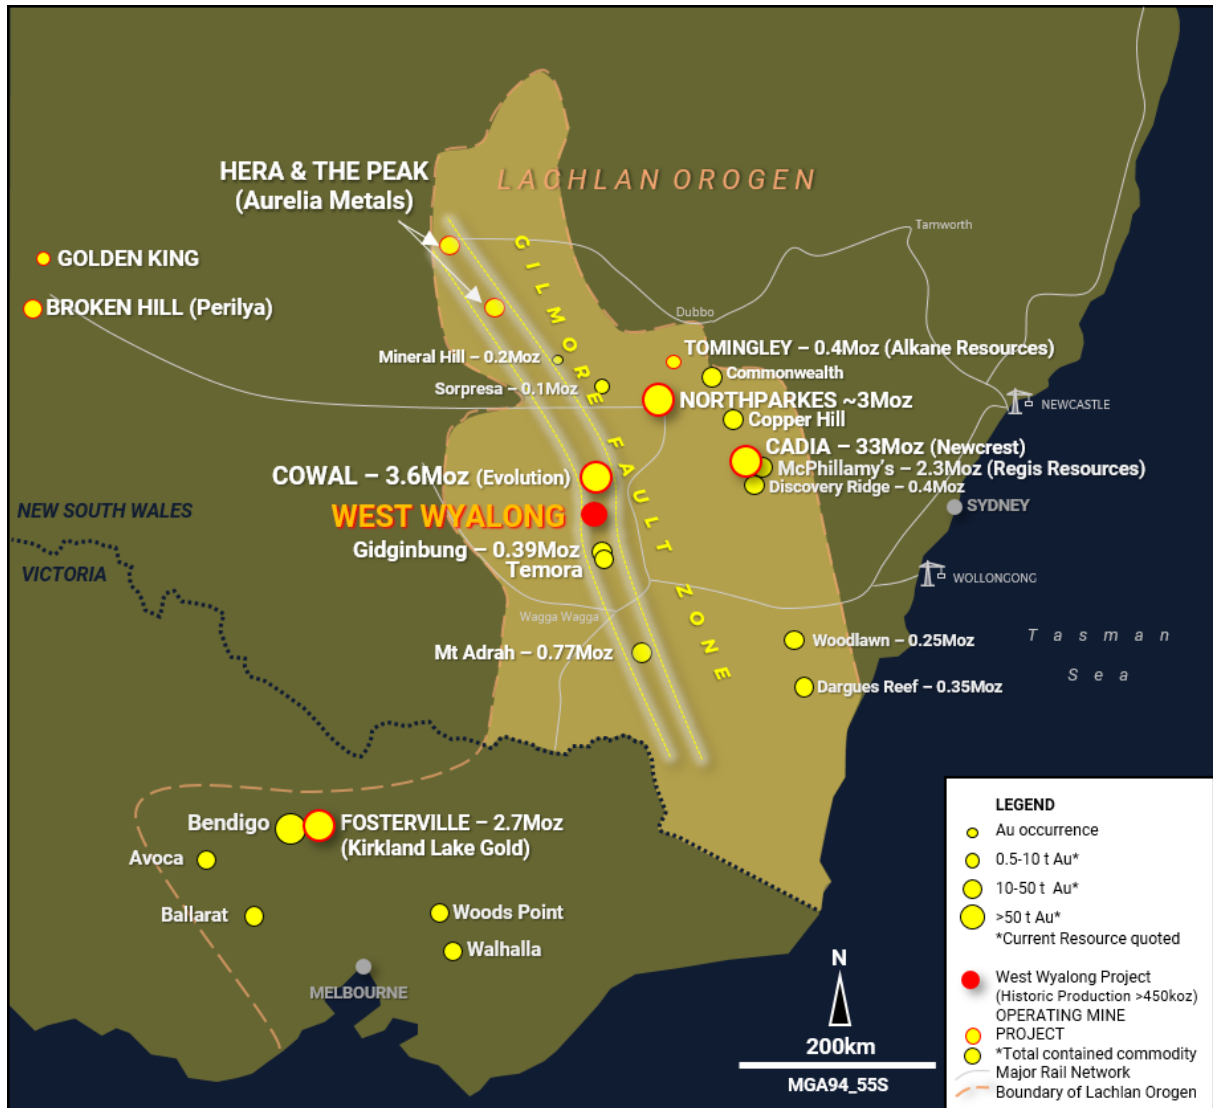 HERA & THE PEAK
(Aurelia Metals)
LACHLAN OROGEN
Tamworth
GOLDEN KING
BROKEN HILL (Perilya)
GILMORE FAULT ZONE
Dubbo
Mineral Hill – 0.2Moz
TOMINGLEY – 0.4Moz (Alkane Resources)
Commonwealth
Sorpresa – 0.1Moz
NORTHPARKES ~3Moz
NEWCASTLE
Copper Hill
CADIA – 33Moz (Newcrest)
COWAL – 3.6Moz (Evolution)
McPhillamy's – 2.3Moz (Regis Resources)
Discovery Ridge – 0.4Moz
NEW SOUTH WALES
WEST WYALONG
SYDNEY
Gidginbung – 0.39Moz
VICTORIA
Temora
WOLLONGONG
Wagga Wagga
Tasman
Sea
Mt Adrah – 0.77Moz
Woodlawn – 0.25Moz
Dargues Reef – 0.35Moz
Bendigo
FOSTERVILLE – 2.7Moz
(Kirkland Lake Gold)
Avoca
Ballarat
Woods Point
Walhalla
MELBOURNE
N
200km
MGA94_55S
LEGEND
Au occurrence
0.5-10 t Au*
10-50 t Au*
>50 t Au*
*Current Resource quoted
West Wyalong Project
(Historic Production >450koz)
OPERATING MINE
PROJECT
*Total contained commodity
Major Rail Network
Boundary of Lachlan Orogen